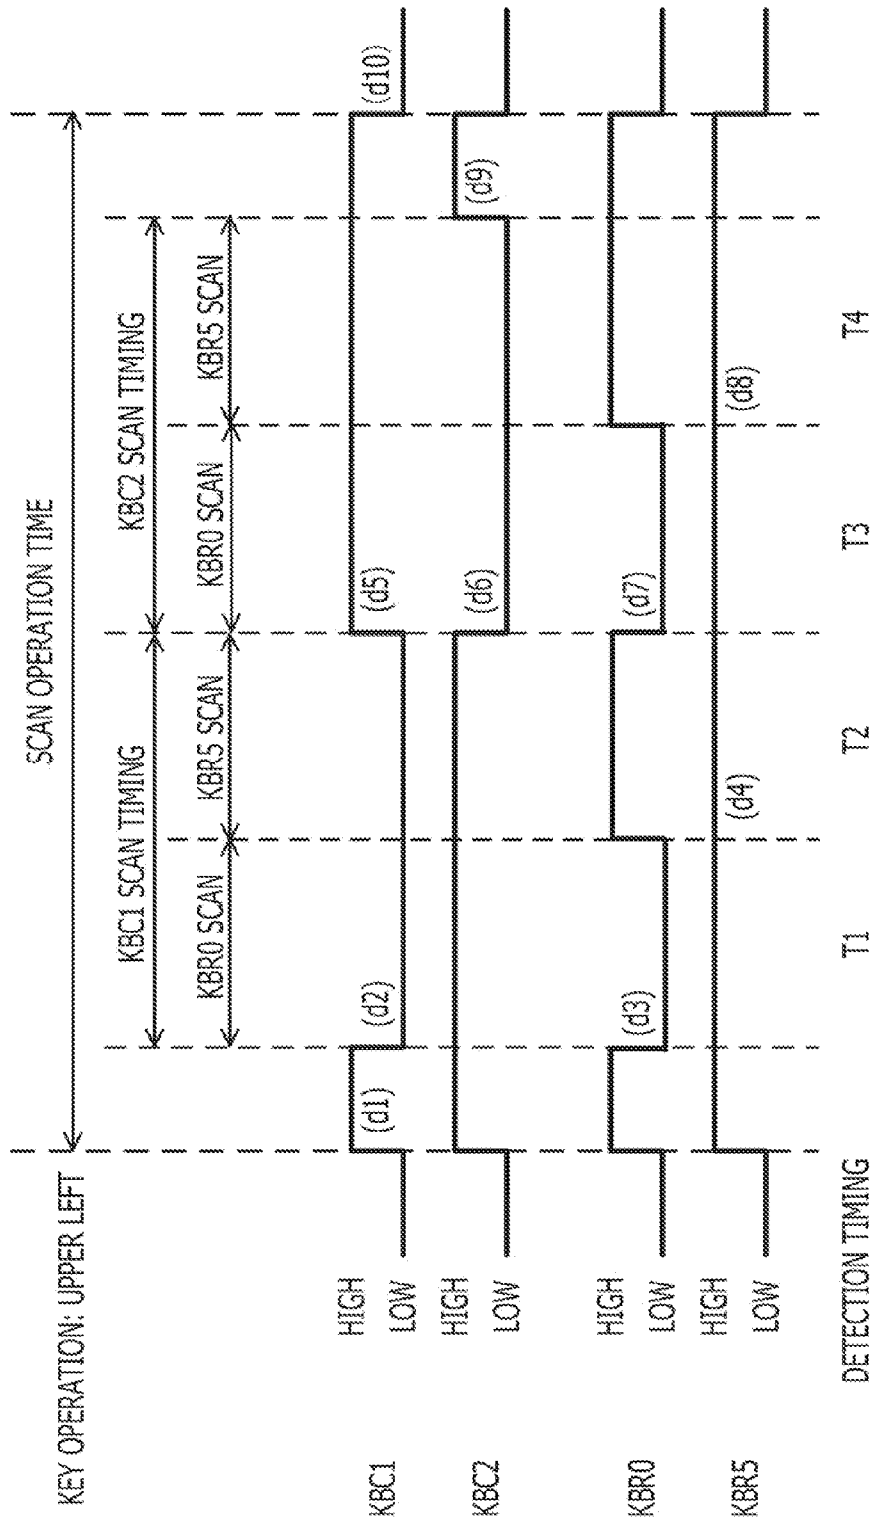 KEY OPERATION: UPPER LEFT
SCAN OPERATION TIME
KBC1 SCAN TIMING
KBC2 SCAN TIMING
KBR0 SCAN
KBR5 SCAN
KBR0 SCAN
KBR5 SCAN
KBC1
HIGH
LOW
(d1)
(d2)
(d5)
(d10)
KBC2
HIGH
LOW
(d6)
(d9)
KBR0
HIGH
LOW
(d3)
(d7)
KBR5
HIGH
LOW
(d4)
(d8)
DETECTION TIMING
T1
T2
T3
T4